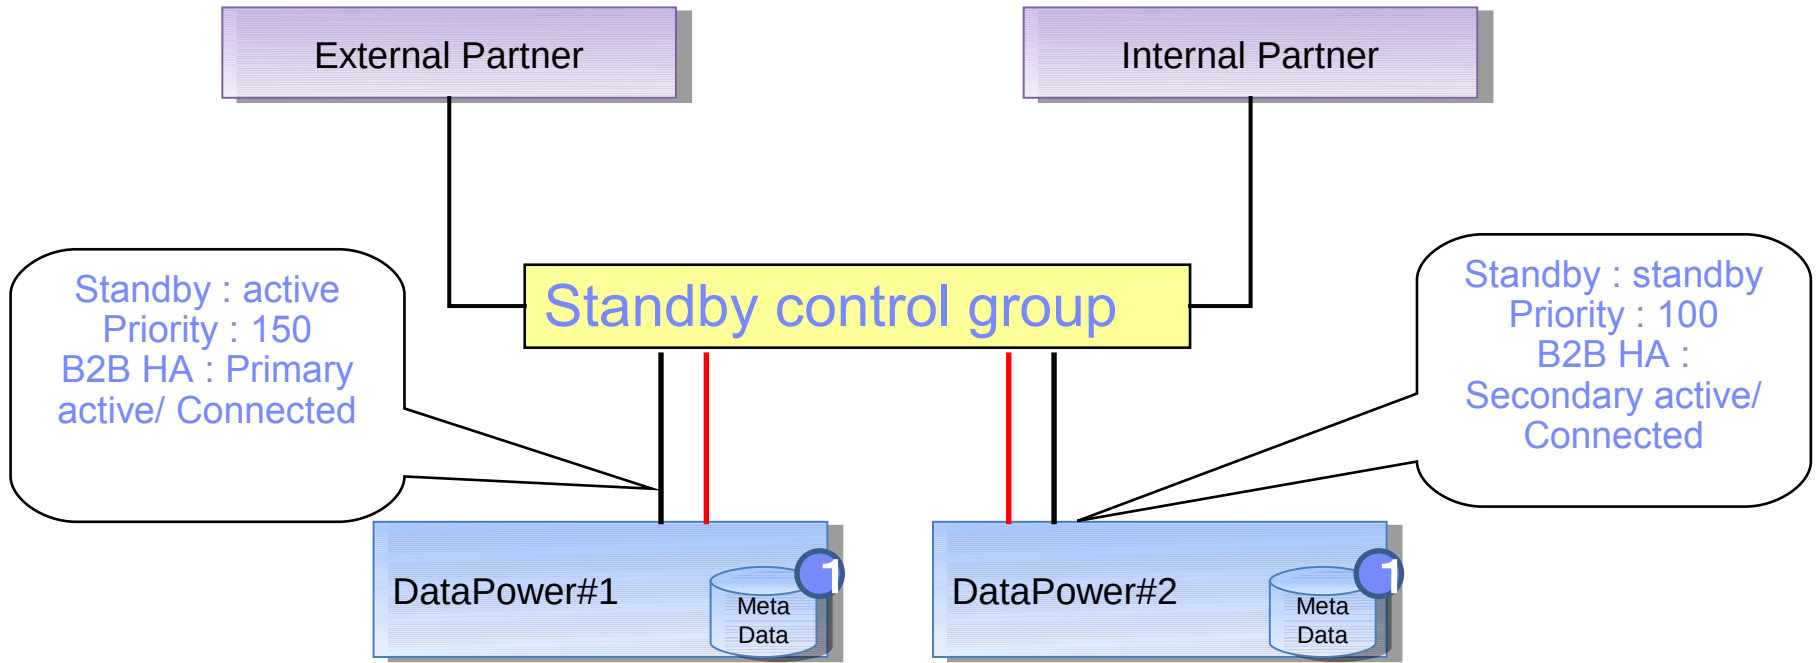 External Partner
Internal Partner
Standby : active
Priority : 150
B2B HA : Primary
active/ Connected
Standby control group
Standby : standby
Priority : 100
B2B HA :
Secondary active/
Connected
DataPower#1
Meta
Data
1
DataPower#2
Meta
Data
1